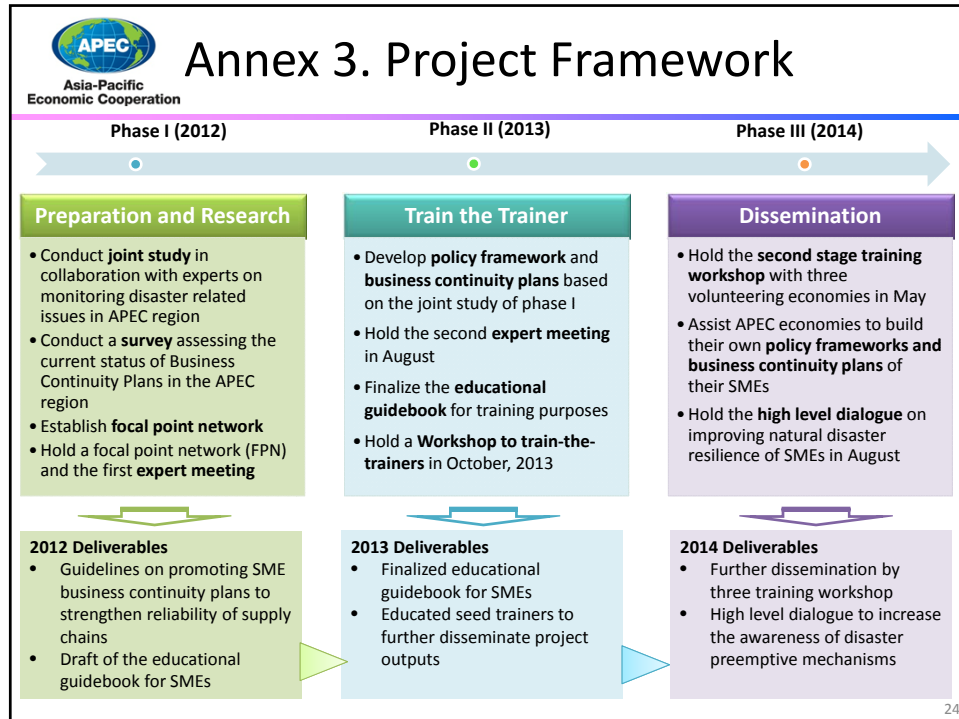 APEC
Asia-Pacific
Economic Cooperation
Annex 3. Project Framework
Phase I (2012)
Phase II (2013)
Phase III (2014)
Preparation and Research
• Conduct joint study in
collaboration with experts on
monitoring disaster related
issues in APEC region
• Conduct a survey assessing the
current status of Business
Continuity Plans in the APEC
region
• Establish focal point network
• Hold a focal point network (FPN)
and the first expert meeting
Train the Trainer
• Develop policy framework and
business continuity plans based
on the joint study of phase I
• Hold the second expert meeting
in August
• Finalize the educational
guidebook for training purposes
• Hold a Workshop to train-the-
trainers in October, 2013
Dissemination
• Hold the second stage training
workshop with three
volunteering economies in May
• Assist APEC economies to build
their own policy frameworks and
business continuity plans of
their SMEs
• Hold the high level dialogue on
improving natural disaster
resilience of SMEs in August
2012 Deliverables
• Guidelines on promoting SME
business continuity plans to
strengthen reliability of supply
chains
• Draft of the educational
guidebook for SMEs
2013 Deliverables
• Finalized educational
guidebook for SMEs
• Educated seed trainers to
further disseminate project
outputs
2014 Deliverables
• Further dissemination by
three training workshop
• High level dialogue to increase
the awareness of disaster
preemptive mechanisms
24